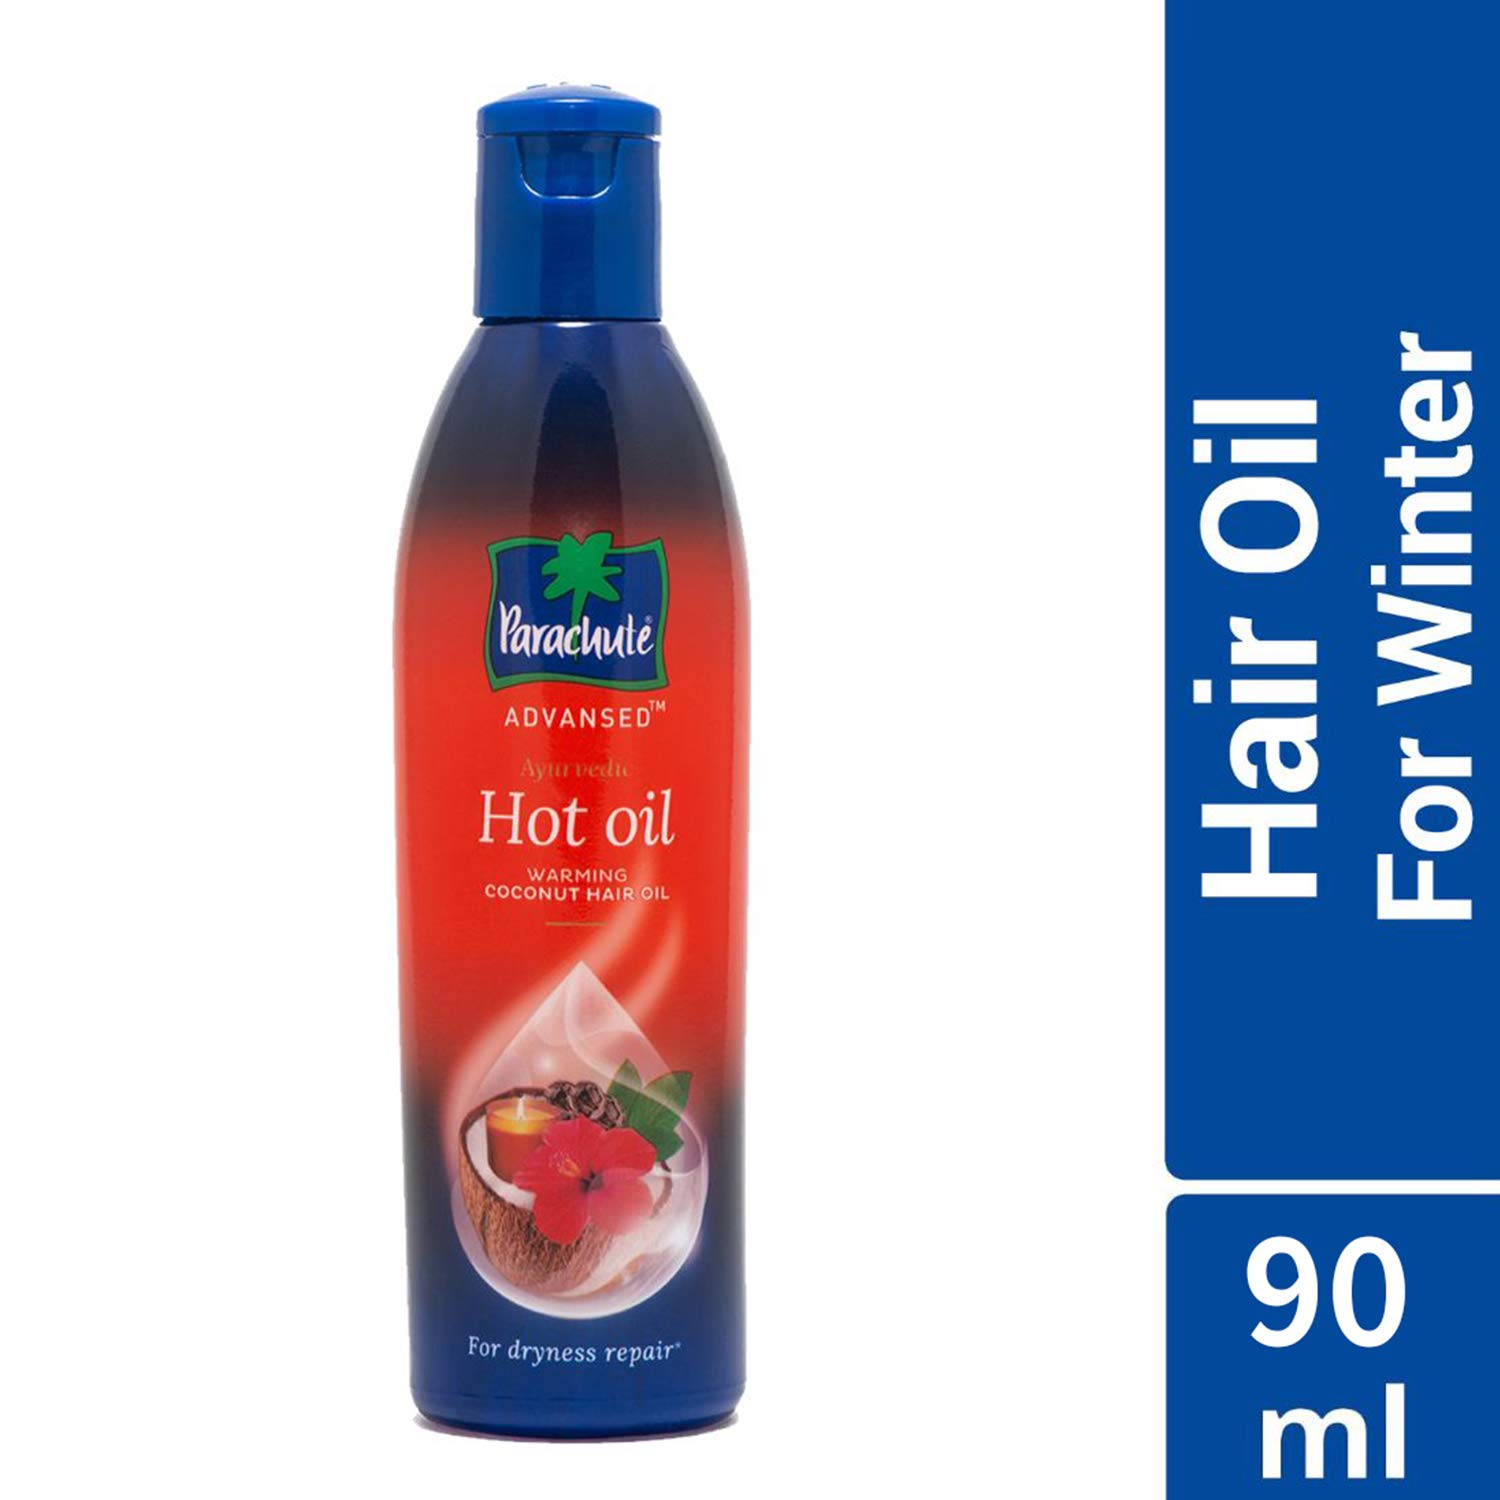 Parachute®
ADVANSED™
Ayurvedic
Hot oil
WARMING
COCONUT HAIR OIL
For dryness repair*
Hair Oil
For Winter
90
ml